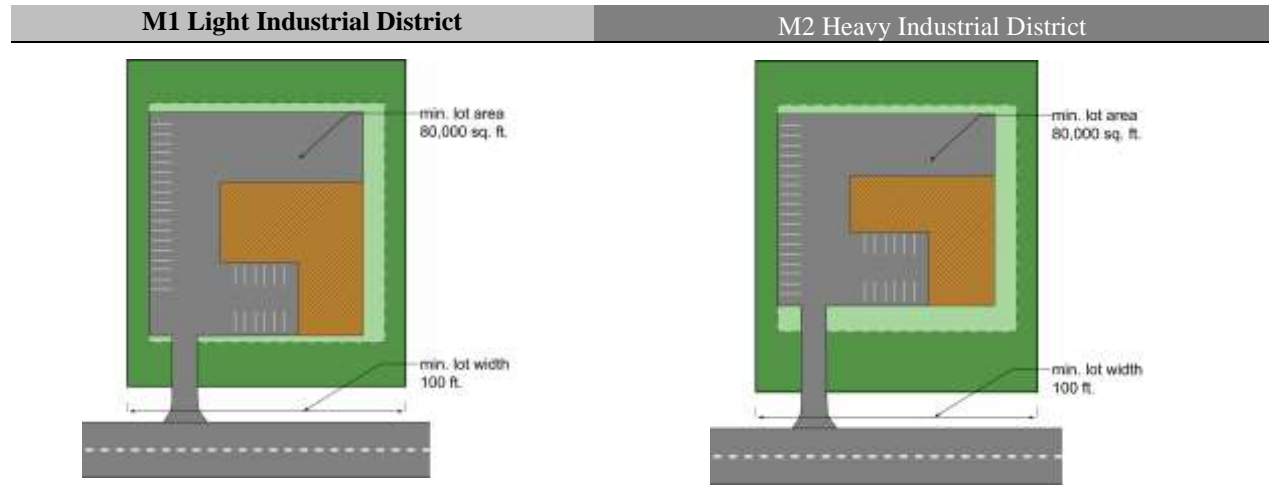 M1 Light Industrial District
M2 Heavy Industrial District
min. lot area
80,000 sq. ft.
min. lot width
100 ft.
min. lot area
80,000 sq. ft.
min. lot width
100 ft.